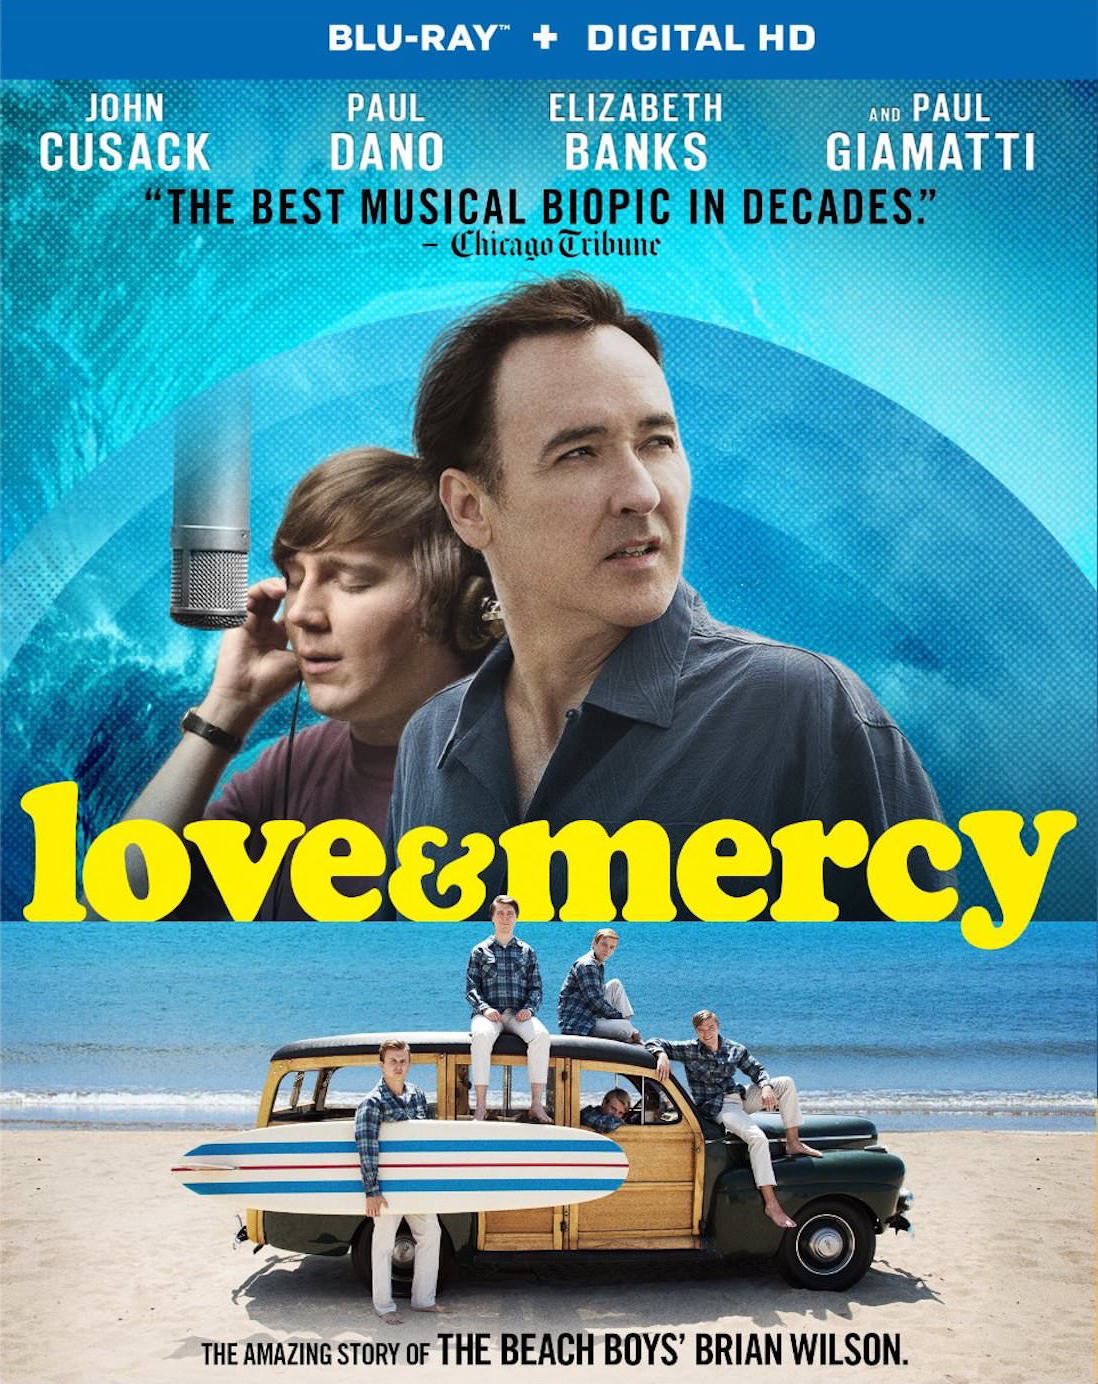 BLU-RAY™ + DIGITAL HD
JOHN CUSACK
PAUL DANO
ELIZABETH BANKS
AND PAUL GIAMATTI
“THE BEST MUSICAL BIOPIC IN DECADES.”
– Chicago Tribune
love & mercy
THE AMAZING STORY OF THE BEACH BOYS’ BRIAN WILSON.